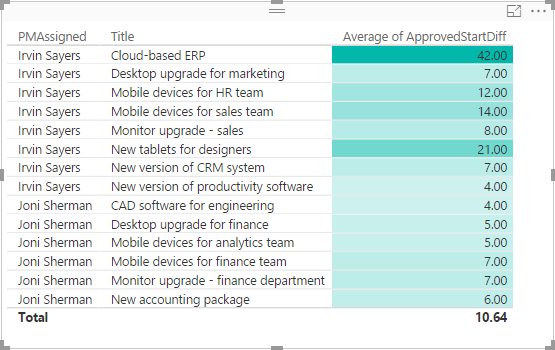 PMAssigned Title Average of ApprovedStartDiff
Irvin Sayers Cloud-based ERP 42.00
Irvin Sayers Desktop upgrade for marketing 7.00
Irvin Sayers Mobile devices for HR team 12.00
Irvin Sayers Mobile devices for sales team 14.00
Irvin Sayers Monitor upgrade - sales 8.00
Irvin Sayers New tablets for designers 21.00
Irvin Sayers New version of CRM system 7.00
Irvin Sayers New version of productivity software 4.00
Joni Sherman CAD software for engineering 4.00
Joni Sherman Desktop upgrade for finance 5.00
Joni Sherman Mobile devices for analytics team 5.00
Joni Sherman Mobile devices for finance team 7.00
Joni Sherman Monitor upgrade - finance department 7.00
Joni Sherman New accounting package 6.00
Total 10.64